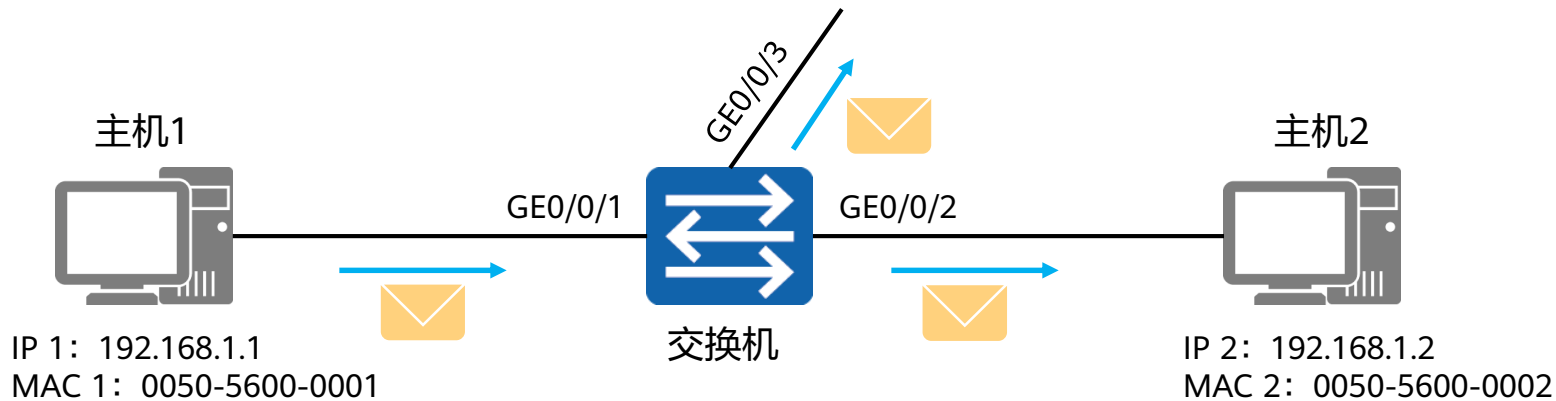 GE0/0/3
主机1
主机2
GE0/0/1
GE0/0/2
交换机
IP 1：192.168.1.1
MAC 1：0050-5600-0001
IP 2：192.168.1.2
MAC 2：0050-5600-0002